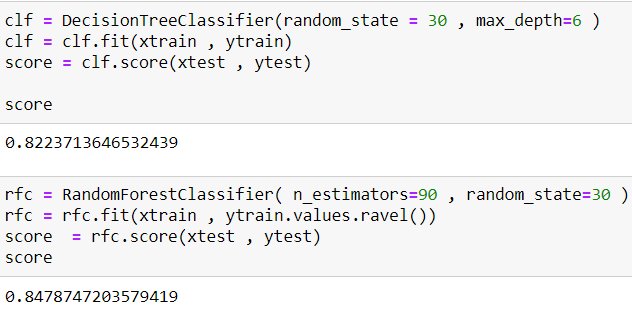 clf = DecisionTreeClassifier(random_state = 30 , max_depth=6 )
clf = clf.fit(xtrain , ytrain)
score = clf.score(xtest , ytest)
score
0.8223713646532439
rfc = RandomForestClassifier( n_estimators=90 , random_state=30 )
rfc = rfc.fit(xtrain , ytrain.values.ravel())
score  = rfc.score(xtest , ytest)
score
0.8478747203579419